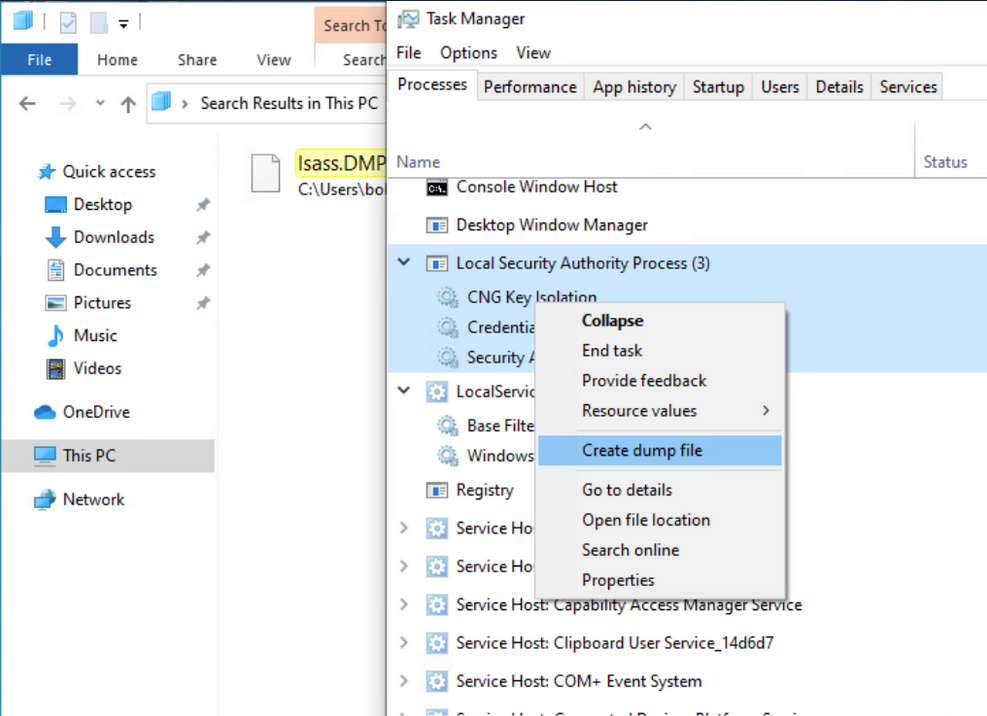 Search To
File
Home
Share
View
Search
Search Results in This PC
Quick access
Desktop
Downloads
Documents
Pictures
Music
Videos
OneDrive
This PC
Network
lsass.DMP
C:\Users\bo
Task Manager
File Options View
Processes Performance App history Startup Users Details Services
Name Status
Console Window Host
Desktop Window Manager
Local Security Authority Process (3)
CNG Key Isolation
Credentia
Security A
LocalServic
Base Filte
Windows
Registry
Service Ho
Service Ho
Service Host: Capability Access Manager Service
Service Host: Clipboard User Service_14d6d7
Service Host: COM+ Event System
Collapse
End task
Provide feedback
Resource values
Create dump file
Go to details
Open file location
Search online
Properties